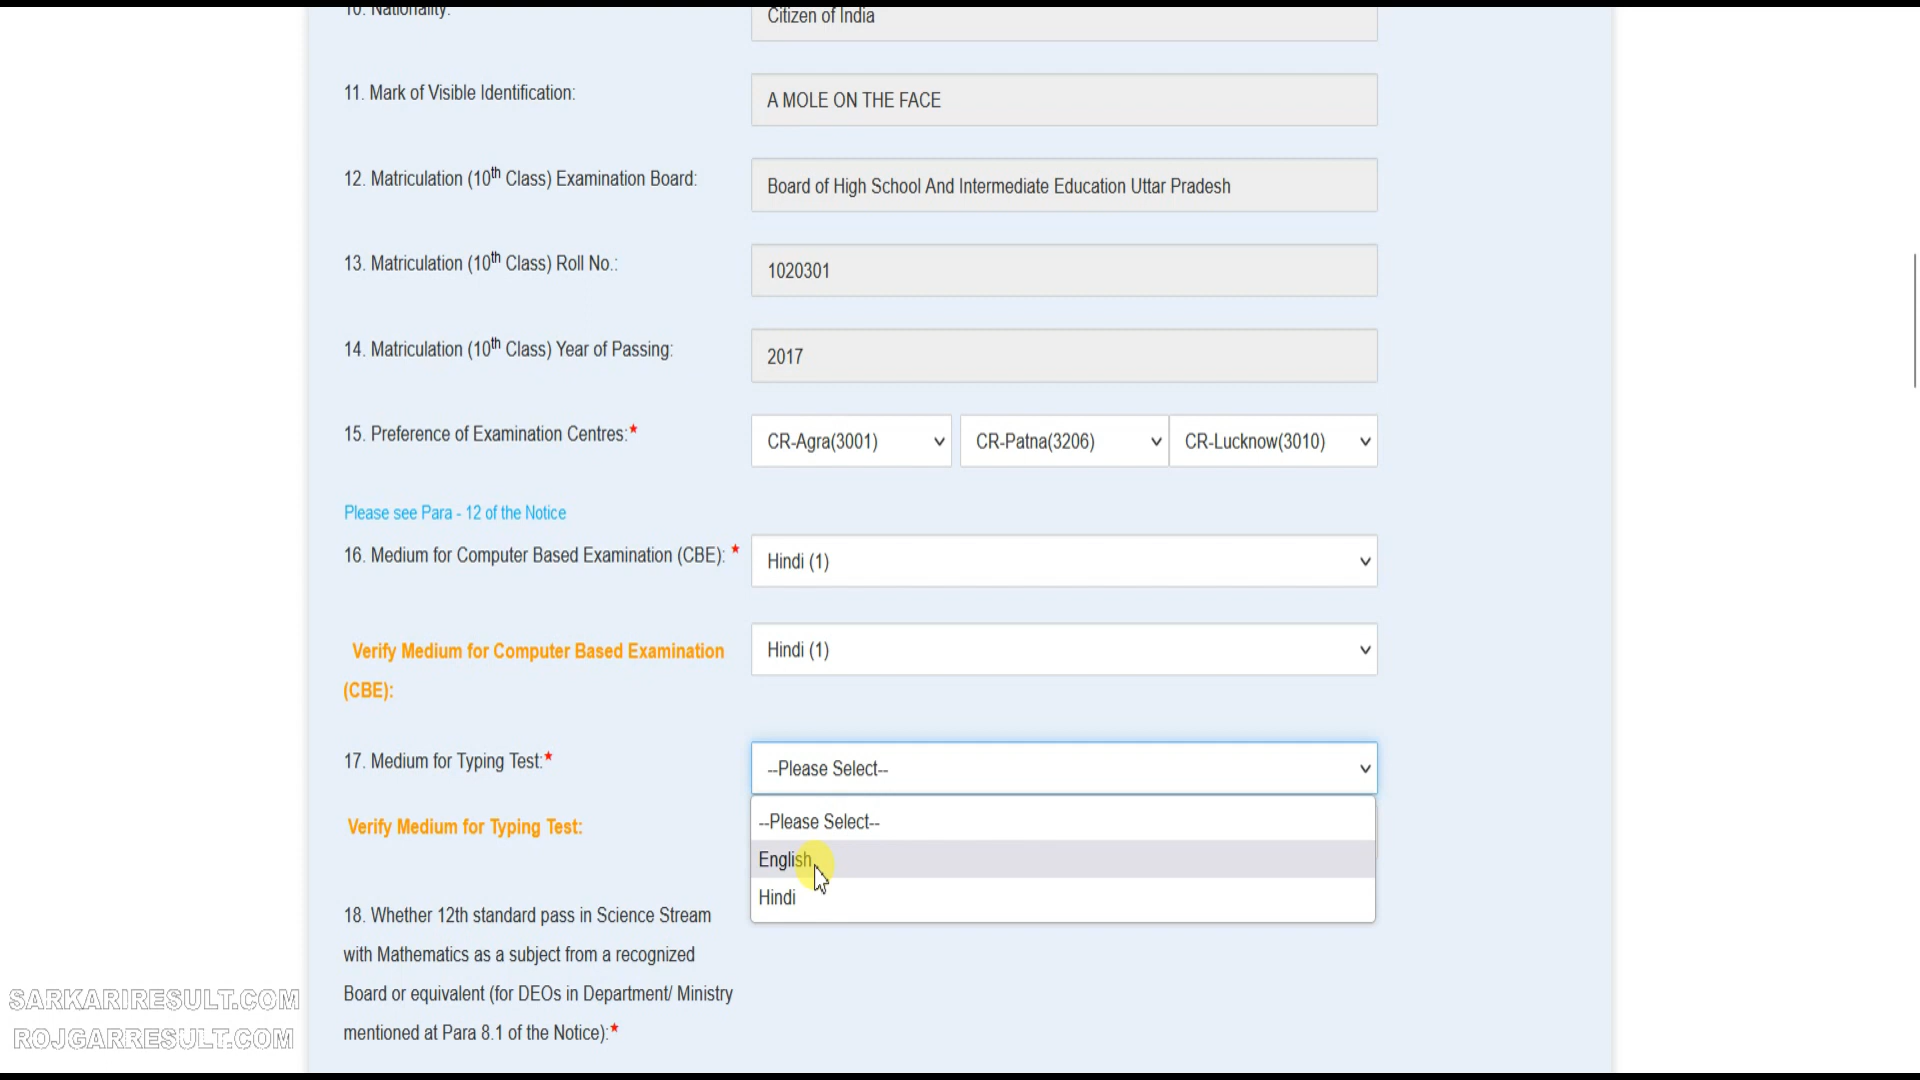 10. Nationality:
Citizen of India
11. Mark of Visible Identification:
A MOLE ON THE FACE
12. Matriculation (10th Class) Examination Board:
Board of High School And Intermediate Education Uttar Pradesh
13. Matriculation (10th Class) Roll No.:
1020301
14. Matriculation (10th Class) Year of Passing:
2017
15. Preference of Examination Centres:*
CR-Agra(3001)
CR-Patna(3206)
CR-Lucknow(3010)
Please see Para - 12 of the Notice
16. Medium for Computer Based Examination (CBE): *
Hindi (1)
Verify Medium for Computer Based Examination
(CBE):
Hindi (1)
17. Medium for Typing Test:*
--Please Select--
--Please Select--
English
Hindi
Verify Medium for Typing Test:
18. Whether 12th standard pass in Science Stream
with Mathematics as a subject from a recognized
Board or equivalent (for DEOs in Department/ Ministry
mentioned at Para 8.1 of the Notice):*
SARKARIRESULT.COM
ROJGARRESULT.COM